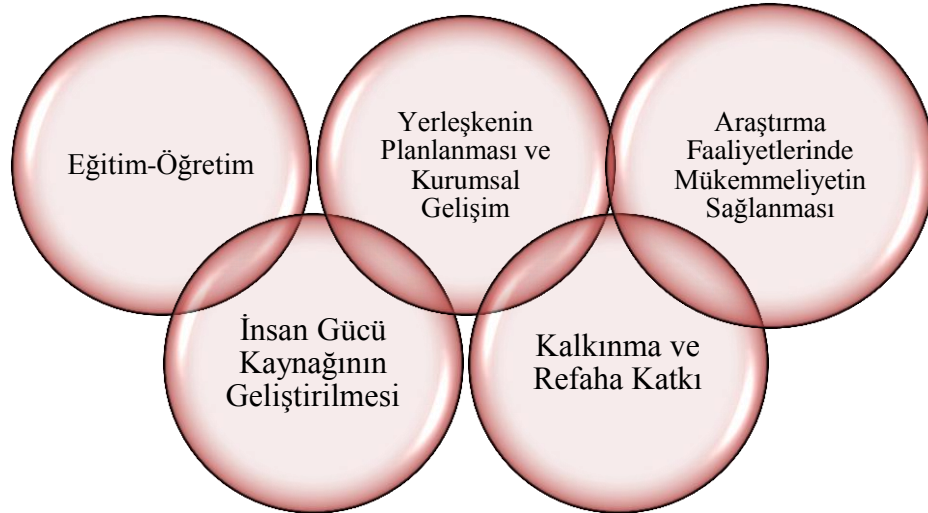 Eğitim-Öğretim
Yerleşkenin
Planlanması ve
Kurumsal
Gelişim
Araştırma
Faaliyetlerinde
Mükemmeliyetin
Sağlanması
İnsan Gücü
Kaynağının
Geliştirilmesi
Kalkınma ve
Refaha Katkı